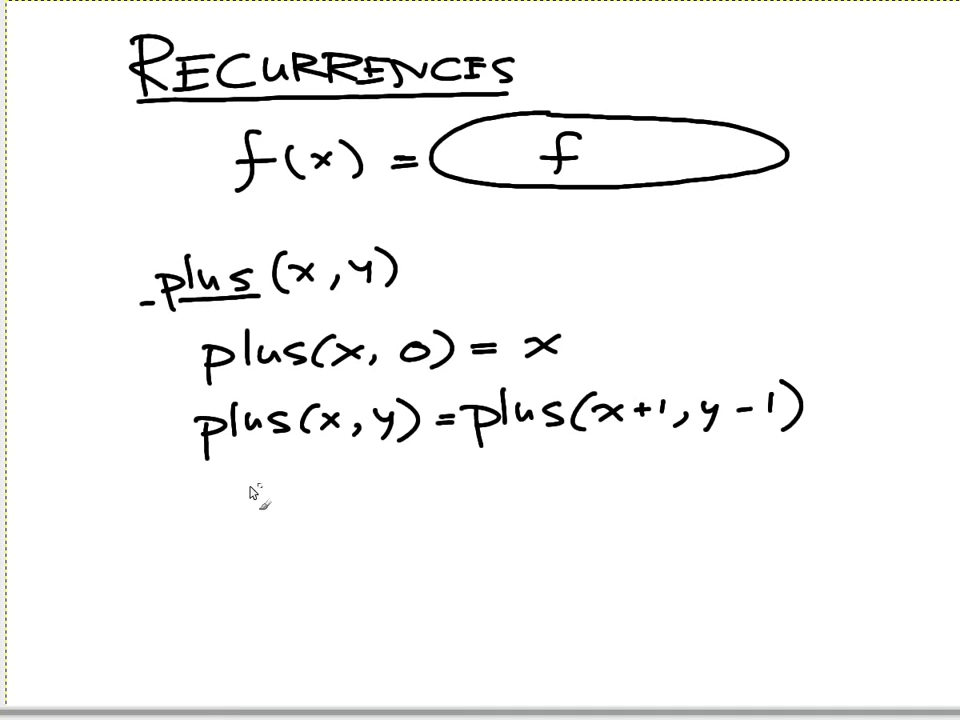 RECURRENCES
f(x) = f
plus(x, y)
plus(x, 0) = x
plus(x, y) = plus(x+1, y-1)